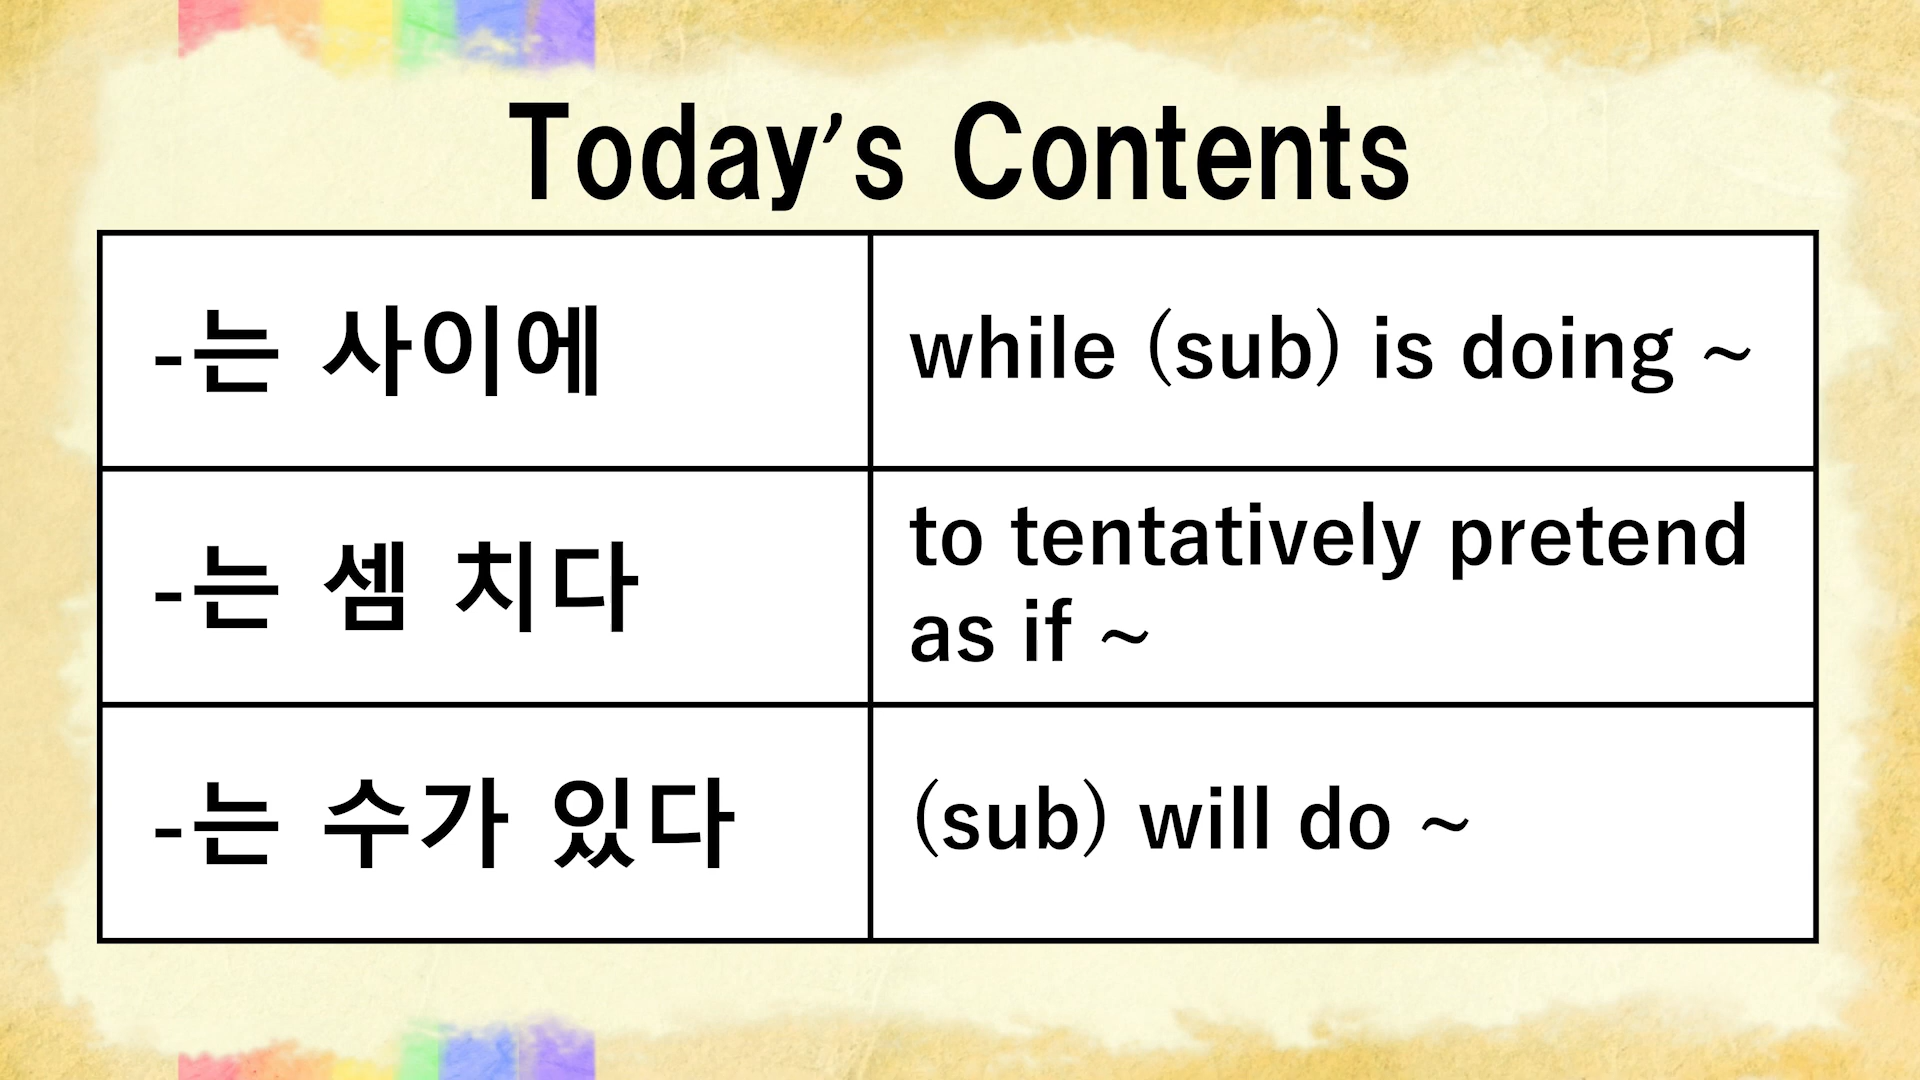 Today's Contents
-는 사이에
while (sub) is doing ~
-는 셈 치다
to tentatively pretend
as if ~
-는 수가 있다
(sub) will do ~